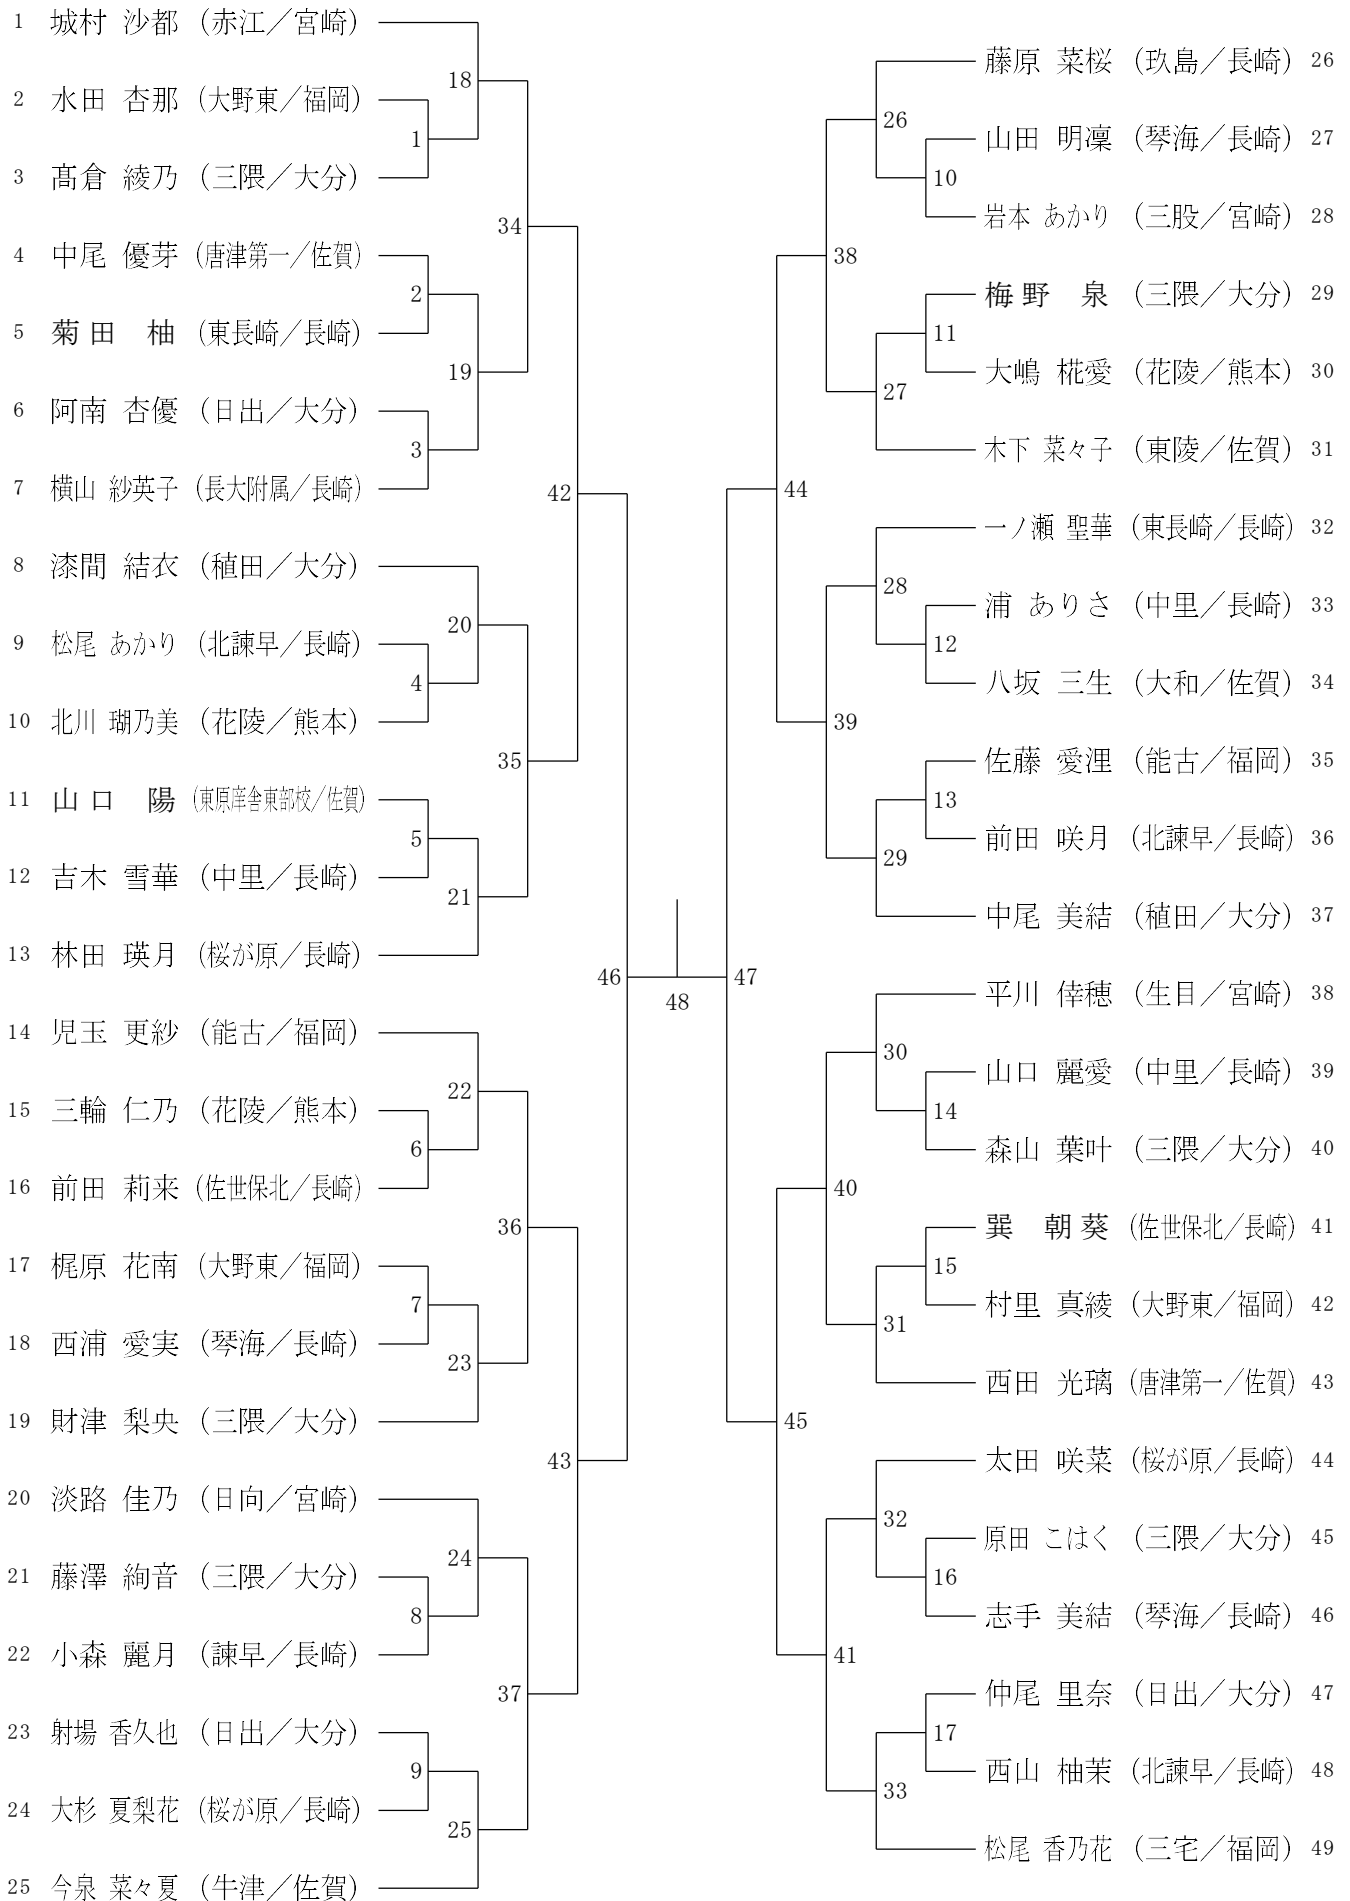 1 城村 沙都 (赤江／宮崎)
2 水田 杏那 (大野東／福岡)
3 髙倉 綾乃 (三隈／大分)
4 中尾 優芽 (唐津第一／佐賀)
5 菊田 柚 (東長崎／長崎)
6 阿南 杏優 (日出／大分)
7 横山 紗英子 (長大附属／長崎)
8 漆間 結衣 (稙田／大分)
9 松尾 あかり (北諫早／長崎)
10 北川 瑚乃美 (花陵／熊本)
11 山口 陽 (東原庠舎東部校／佐賀)
12 吉木 雪華 (中里／長崎)
13 林田 瑛月 (桜が原／長崎)
14 児玉 更紗 (能古／福岡)
15 三輪 仁乃 (花陵／熊本)
16 前田 莉来 (佐世保北／長崎)
17 梶原 花南 (大野東／福岡)
18 西浦 愛実 (琴海／長崎)
19 財津 梨央 (三隈／大分)
20 淡路 佳乃 (日向／宮崎)
21 藤澤 絢音 (三隈／大分)
22 小森 麗月 (諫早／長崎)
23 射場 香久也 (日出／大分)
24 大杉 夏梨花 (桜が原／長崎)
25 今泉 菜々夏 (牛津／佐賀)
1
2
3
4
5
6
7
8
9
18
19
20
21
22
23
24
25
34
35
36
37
42
43
46
48
47
44
45
38
39
40
41
26
27
28
29
30
31
32
33
10
11
12
13
14
15
16
17
藤原 菜桜 (玖島／長崎) 26
山田 明凜 (琴海／長崎) 27
岩本 あかり (三股／宮崎) 28
梅野 泉 (三隈／大分) 29
大嶋 椛愛 (花陵／熊本) 30
木下 菜々子 (東陵／佐賀) 31
一ノ瀬 聖華 (東長崎／長崎) 32
浦 ありさ (中里／長崎) 33
八坂 三生 (大和／佐賀) 34
佐藤 愛浬 (能古／福岡) 35
前田 咲月 (北諫早／長崎) 36
中尾 美結 (稙田／大分) 37
平川 倖穂 (生目／宮崎) 38
山口 麗愛 (中里／長崎) 39
森山 葉叶 (三隈／大分) 40
巽 朝葵 (佐世保北／長崎) 41
村里 真綾 (大野東／福岡) 42
西田 光璃 (唐津第一／佐賀) 43
太田 咲菜 (桜が原／長崎) 44
原田 こはく (三隈／大分) 45
志手 美結 (琴海／長崎) 46
仲尾 里奈 (日出／大分) 47
西山 柚茉 (北諫早／長崎) 48
松尾 香乃花 (三宅／福岡) 49